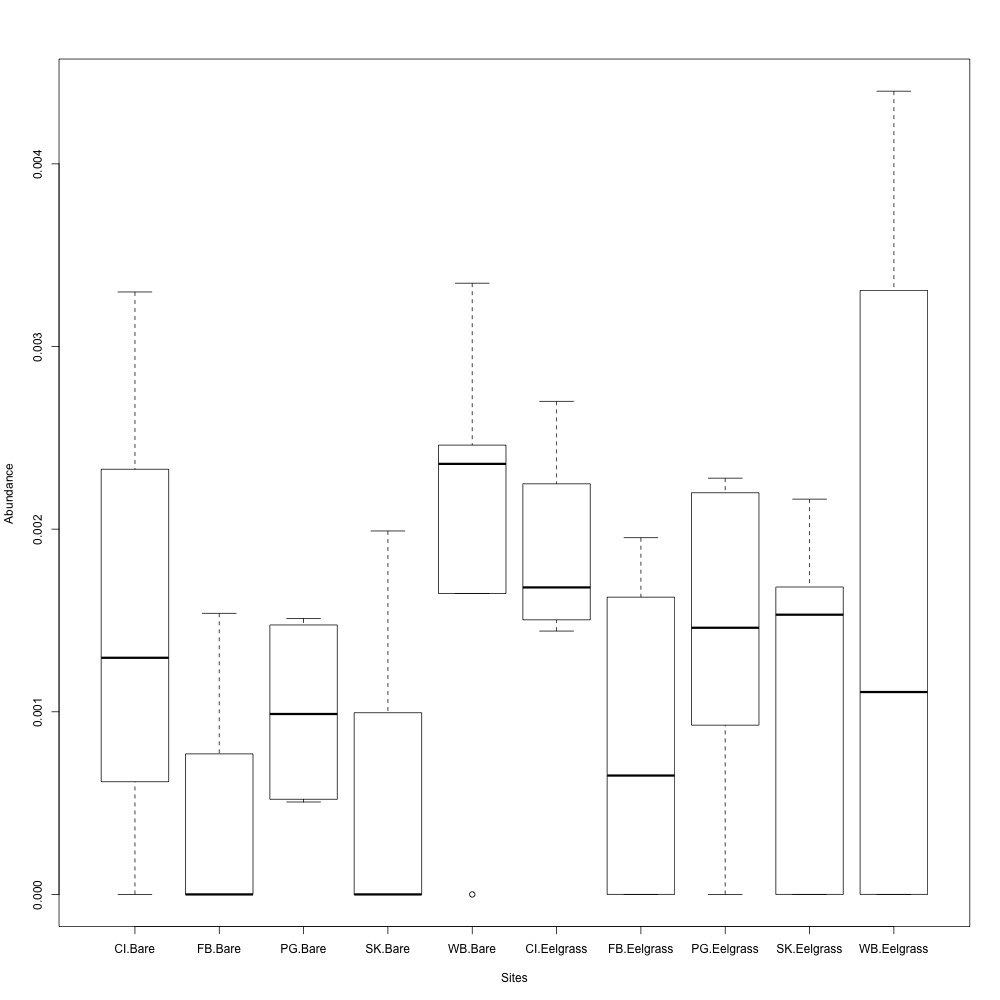 Abundance
0.004
0.003
0.002
0.001
0.000
CI.Bare FB.Bare PG.Bare SK.Bare WB.Bare CI.Eelgrass FB.Eelgrass PG.Eelgrass SK.Eelgrass WB.Eelgrass
Sites